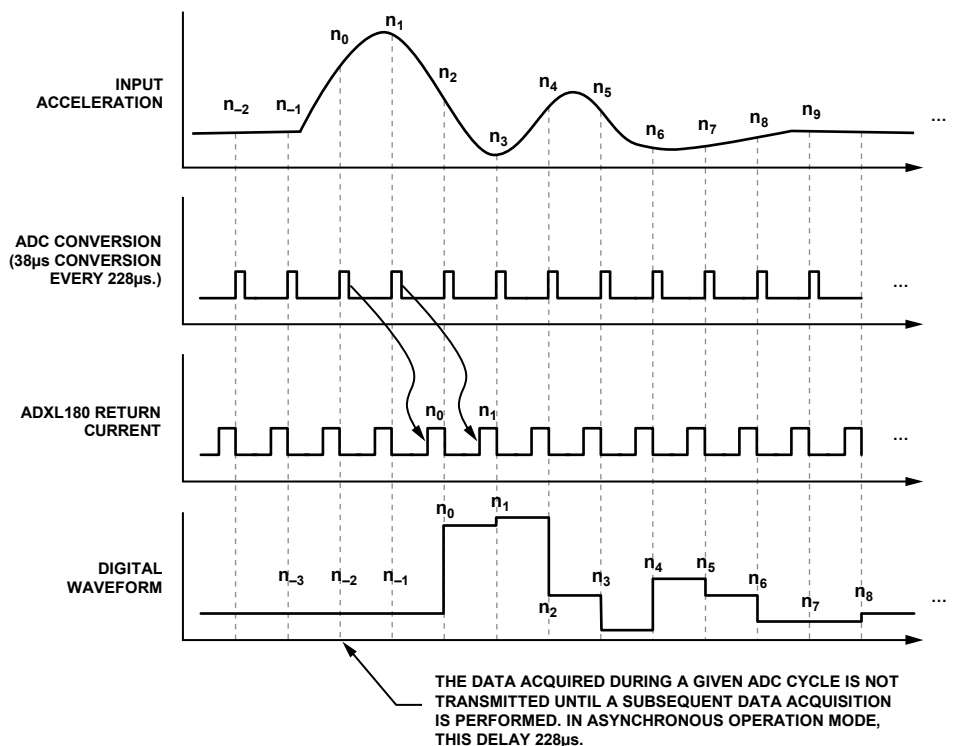 n₀
n₁
n₂
n₄
n₅
INPUT
ACCELERATION
n₋₂
n₋₁
n₃
n₆
n₇
n₈
n₉
...
ADC CONVERSION
(38µs CONVERSION
EVERY 228µs.)
...
ADXL180 RETURN
CURRENT
n₀
n₁
...
n₀
n₁
DIGITAL
WAVEFORM
n₋₃
n₋₂
n₋₁
n₂
n₃
n₄
n₅
n₆
n₇
n₈
...
THE DATA ACQUIRED DURING A GIVEN ADC CYCLE IS NOT
TRANSMITTED UNTIL A SUBSEQUENT DATA ACQUISITION
IS PERFORMED. IN ASYNCHRONOUS OPERATION MODE,
THIS DELAY 228µs.